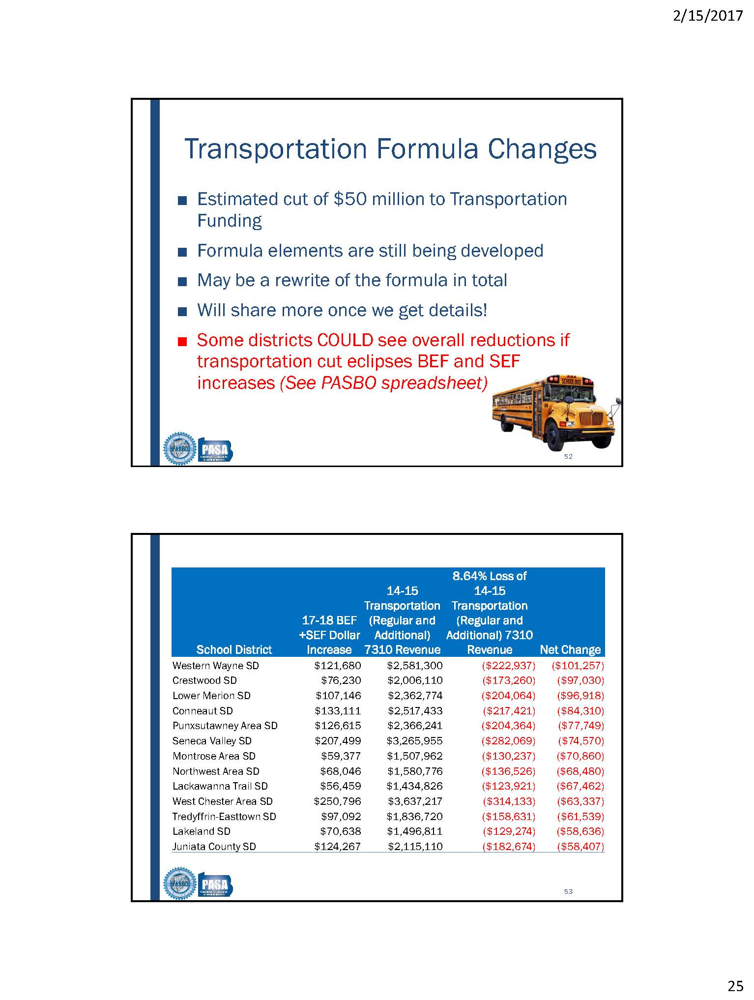 2/15/2017
Transportation Formula Changes
■ Estimated cut of $50 million to Transportation
Funding
■ Formula elements are still being developed
■ May be a rewrite of the formula in total
■ Will share more once we get details!
■ Some districts COULD see overall reductions if
transportation cut eclipses BEF and SEF
increases (See PASBO spreadsheet)
SCHOOL BUS
56
PASBO
PASA
52
8.64% Loss of
14-15 14-15
Transportation Transportation
17-18 BEF (Regular and (Regular and
+SEF Dollar Additional) Additional) 7310
School District Increase 7310 Revenue Revenue Net Change
Western Wayne SD $121,680 $2,581,300 ($222,937) ($101,257)
Crestwood SD $76,230 $2,006,110 ($173,260) ($97,030)
Lower Merion SD $107,146 $2,362,774 ($204,064) ($96,918)
Conneaut SD $133,111 $2,517,433 ($217,421) ($84,310)
Punxsutawney Area SD $126,615 $2,366,241 ($204,364) ($77,749)
Seneca Valley SD $207,499 $3,265,955 ($282,069) ($74,570)
Montrose Area SD $59,377 $1,507,962 ($130,237) ($70,860)
Northwest Area SD $68,046 $1,580,776 ($136,526) ($68,480)
Lackawanna Trail SD $56,459 $1,434,826 ($123,921) ($67,462)
West Chester Area SD $250,796 $3,637,217 ($314,133) ($63,337)
Tredyffrin-Easttown SD $97,092 $1,836,720 ($158,631) ($61,539)
Lakeland SD $70,638 $1,496,811 ($129,274) ($58,636)
Juniata County SD $124,267 $2,115,110 ($182,674) ($58,407)
PASBO
PASA
53
25